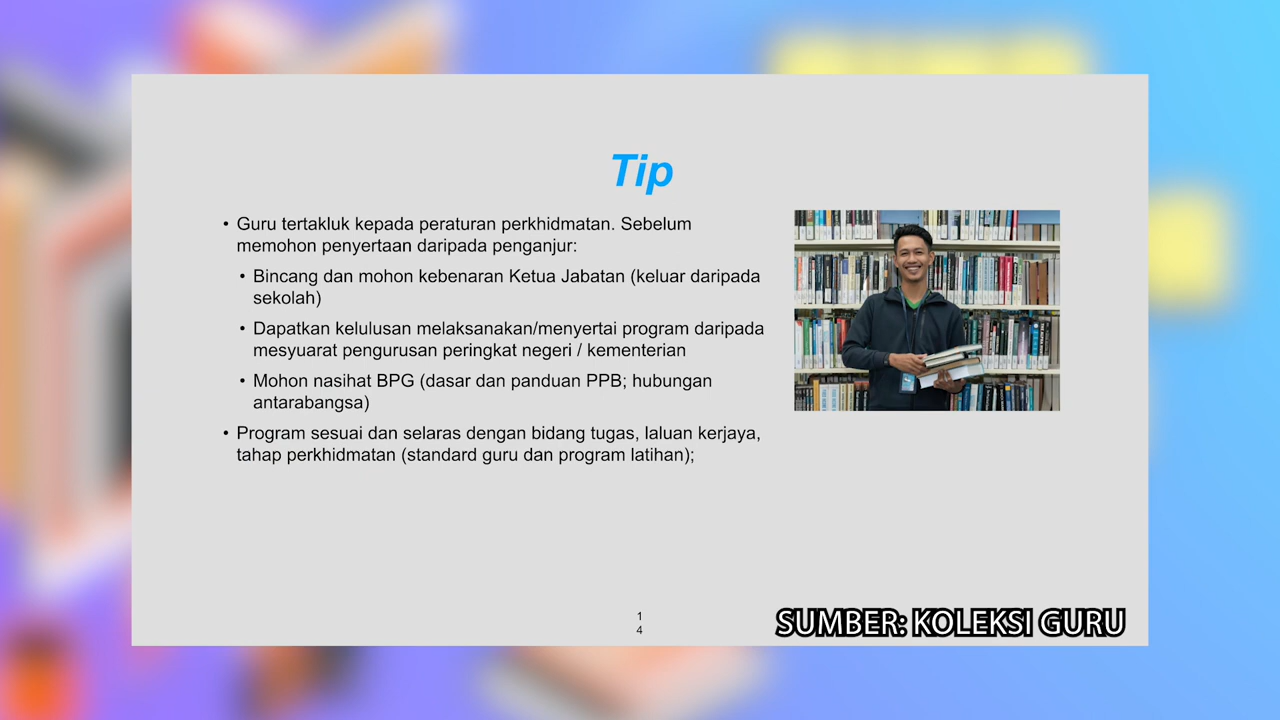 Tip
• Guru tertakluk kepada peraturan perkhidmatan. Sebelum
memohon penyertaan daripada penganjur:
• Bincang dan mohon kebenaran Ketua Jabatan (keluar daripada
sekolah)
• Dapatkan kelulusan melaksanakan/menyertai program daripada
mesyuarat pengurusan peringkat negeri / kementerian
• Mohon nasihat BPG (dasar dan panduan PPB; hubungan
antarabangsa)
• Program sesuai dan selaras dengan bidang tugas, laluan kerjaya,
tahap perkhidmatan (standard guru dan program latihan);
1
4
SUMBER: KOLEKSI GURU